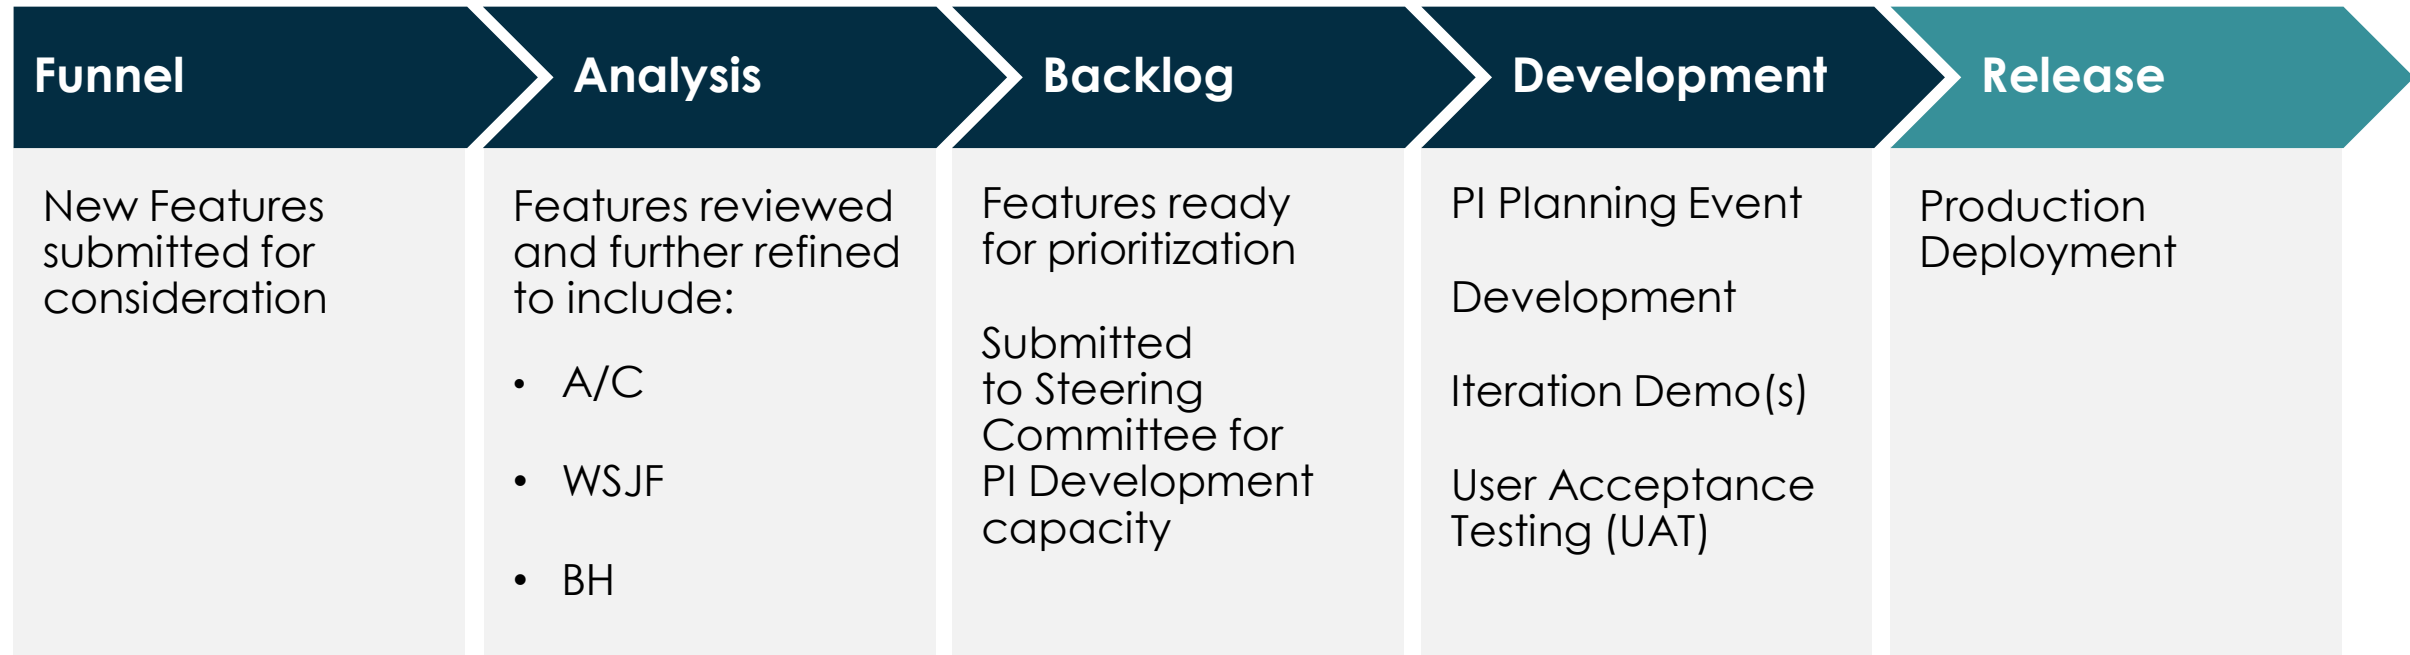 Funnel
New Features
submitted for
consideration
Analysis
Features reviewed
and further refined
to include:
• A/C
• WSJF
• BH
Backlog
Features ready
for prioritization
Submitted
to Steering
Committee for
PI Development
capacity
Development
PI Planning Event
Development
Iteration Demo(s)
User Acceptance
Testing (UAT)
Release
Production
Deployment